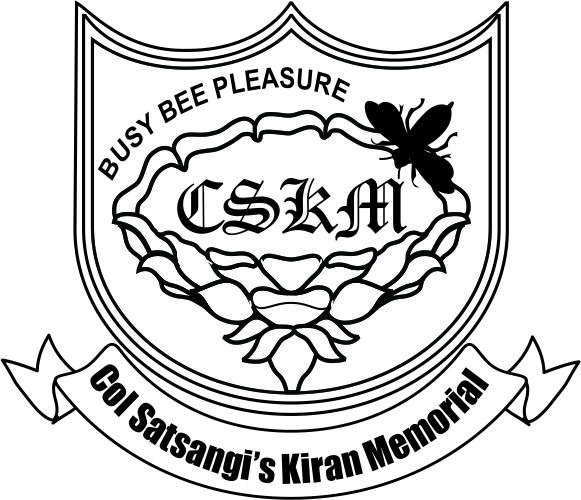 BUSY BEE PLEASURE
CSKM
Col Satsangi's Kiran Memorial